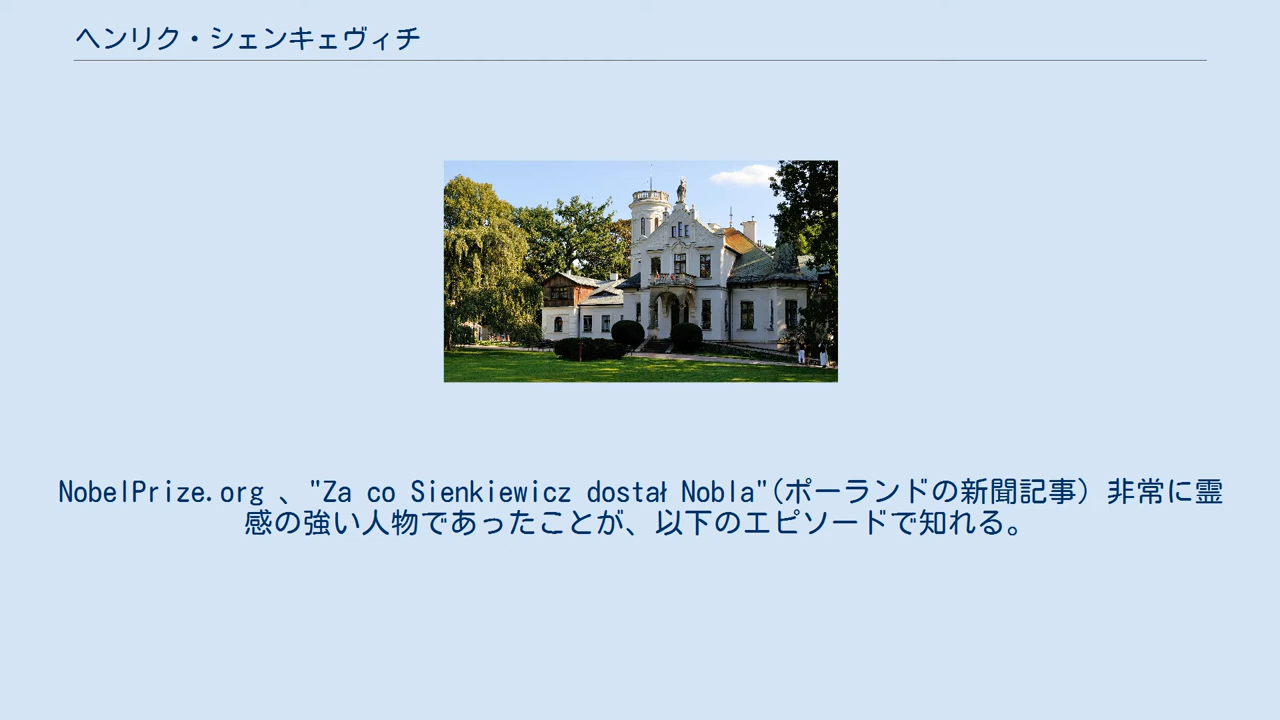 ヘンリク・シェンキェヴィチ
NobelPrize.org 、"Za co Sienkiewicz dostał Nobla"(ポーランドの新聞記事) 非常に霊
感の強い人物であったことが、以下のエピソードで知れる。